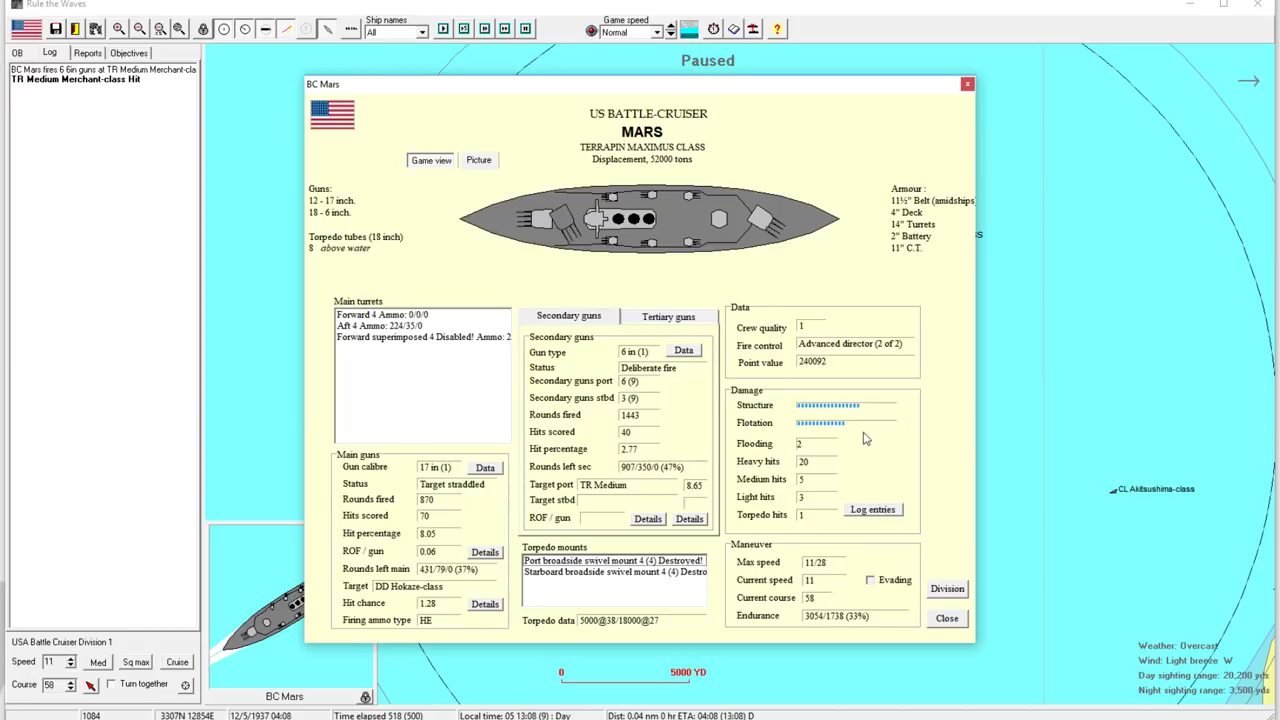 Rule the Waves
Ship names
All
Game speed
Normal
?
OB
Log
Reports
Objectives
BC Mars fires 6 6in guns at TR Medium Merchant-cla
TR Medium Merchant-class Hit
Paused
BC Mars
x
US BATTLE-CRUISER
MARS
TERRAPIN MAXIMUS CLASS
Displacement, 52000 tons
Game view
Picture
Guns:
12 - 17 inch.
18 - 6 inch.
Torpedo tubes (18 inch)
8 above water
Armour :
11½" Belt (amidships)
4" Deck
14" Turrets
2" Battery
11" C.T.
Main turrets
Forward 4 Ammo: 0/0/0
Aft 4 Ammo: 224/35/0
Forward superimposed 4 Disabled! Ammo: 2
Main guns
Gun calibre 17 in (1) Data
Status Target straddled
Rounds fired 870
Hits scored 70
Hit percentage 8.05
ROF / gun 0.06 Details
Rounds left main 431/79/0 (37%)
Target DD Hokaze-class
Hit chance 1.28 Details
Firing ammo type HE
Secondary guns
Tertiary guns
Secondary guns
Gun type 6 in (1) Data
Status Deliberate fire
Secondary guns port 6 (9)
Secondary guns stbd 3 (9)
Rounds fired 1443
Hits scored 40
Hit percentage 2.77
Rounds left sec 907/350/0 (47%)
Target port TR Medium 8.65
Target stbd
ROF / gun Details Details
Torpedo mounts
Port broadside swivel mount 4 (4) Destroyed!
Starboard broadside swivel mount 4 (4) Destro
Torpedo data 5000@38/18000@27
Data
Crew quality 1
Fire control Advanced director (2 of 2)
Point value 240092
Damage
Structure
Flotation
Flooding 2
Heavy hits 20
Medium hits 5
Light hits 3
Torpedo hits 1
Log entries
Maneuver
Max speed 11/28
Current speed 11
Evading
Current course 58
Endurance 3054/1738 (33%)
Division
Close
CL Akitsushima-class
USA Battle Cruiser Division 1
Speed 11 Med Sq max Cruise
Course 58 Turn together
BC Mars
0 5000 YD
Weather: Overcast
Wind: Light breeze W
Day sighting range: 20,200 y
Night sighting range: 3,500 yds
1084
3307N 12854E
12/5/1937 04:08
Time elapsed 518 (500)
Local time: 05 13:08 (9) : Day
Dist: 0.04 nm 0 hr ETA: 04:08 (13:08) D